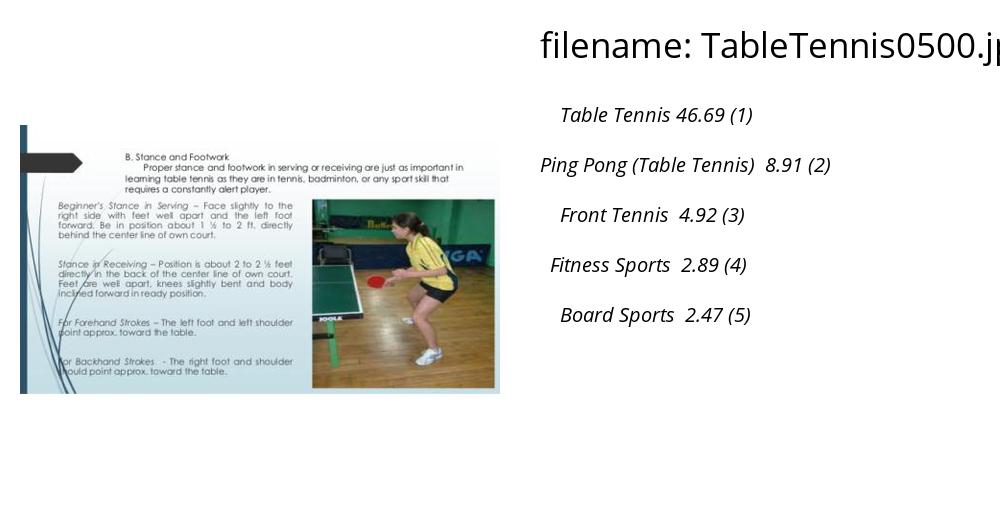 filename: TableTennis0500.j
Table Tennis 46.69 (1)
Ping Pong (Table Tennis) 8.91 (2)
Front Tennis 4.92 (3)
Fitness Sports 2.89 (4)
Board Sports 2.47 (5)
B. Stance and Footwork
Proper stance and footwork in serving or receiving are just as important in
learning table tennis as they are in tennis, badminton, or any sport skill that
requires a constantly alert player.
Beginner's Stance in Serving – Face slightly to the
right side with feet well apart and the left foot
forward. Be in position about 1 ½ to 2 ft. directly
behind the center line of own court.
Stance in Receiving – Position is about 2 to 2 ½ feet
directly in the back of the center line of own court.
Feet are well apart, knees slightly bent and body
inclined forward in ready position.
For Forehand Strokes – The left foot and left shoulder
point approx. toward the table.
For Backhand Strokes - The right foot and shoulder
should point approx. toward the table.
JOOLA